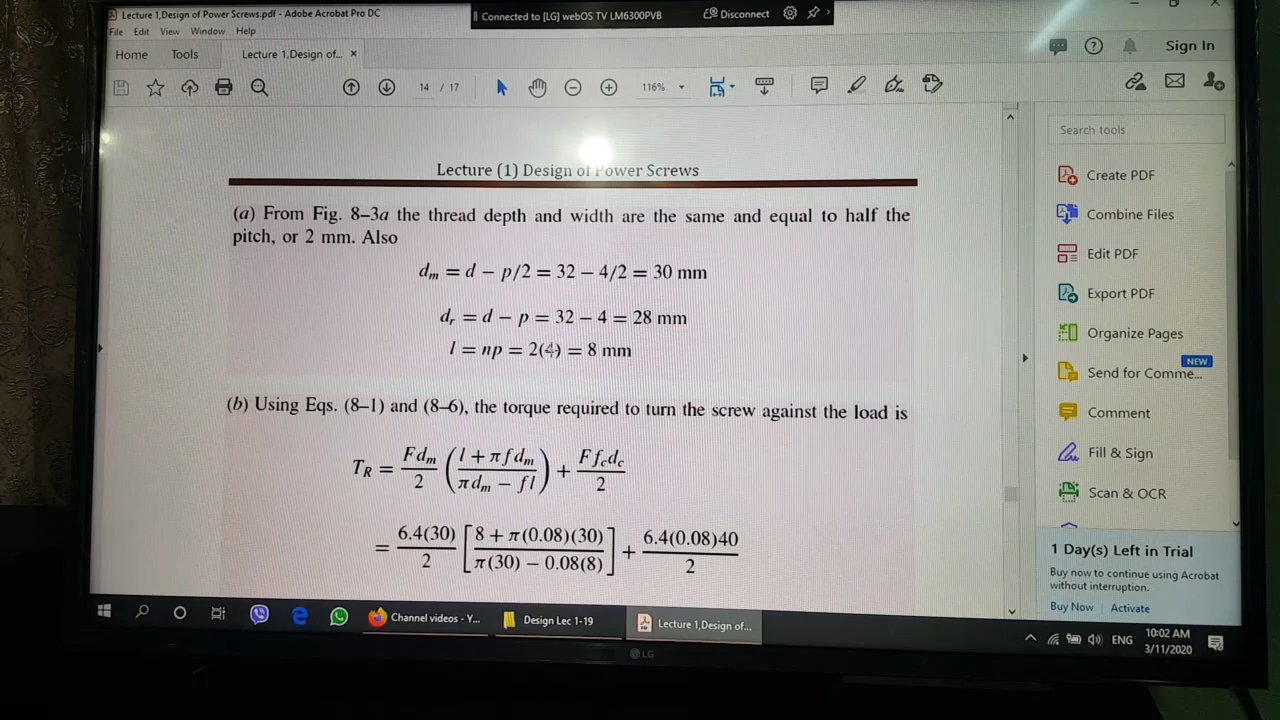 Lecture 1,Design of Power Screws.pdf - Adobe Acrobat Pro DC
Connected to [LG] webOS TV LM6300PVB
Disconnect
File Edit View Window Help
Home Tools Lecture 1,Design of... ×
Sign In
14 / 17
116%
Lecture (1) Design of Power Screws
(a) From Fig. 8–3a the thread depth and width are the same and equal to half the
pitch, or 2 mm. Also
dₘ = d − p/2 = 32 − 4/2 = 30 mm
dᵣ = d − p = 32 − 4 = 28 mm
l = np = 2(4) = 8 mm
(b) Using Eqs. (8–1) and (8–6), the torque required to turn the screw against the load is
T_R = Fdₘ/2 ((l + πfdₘ)/(πdₘ − fl)) + Ff_cd_c/2
= 6.4(30)/2 [(8 + π(0.08)(30))/(π(30) − 0.08(8))] + 6.4(0.08)40/2
Search tools
Create PDF
Combine Files
Edit PDF
Export PDF
Organize Pages
NEW
Send for Comme...
Comment
Fill & Sign
Scan & OCR
1 Day(s) Left in Trial
Buy now to continue using Acrobat
without interruption.
Buy Now Activate
Channel videos - Y...
Design Lec 1-19
Lecture 1,Design of...
ENG
10:02 AM
3/11/2020
LG